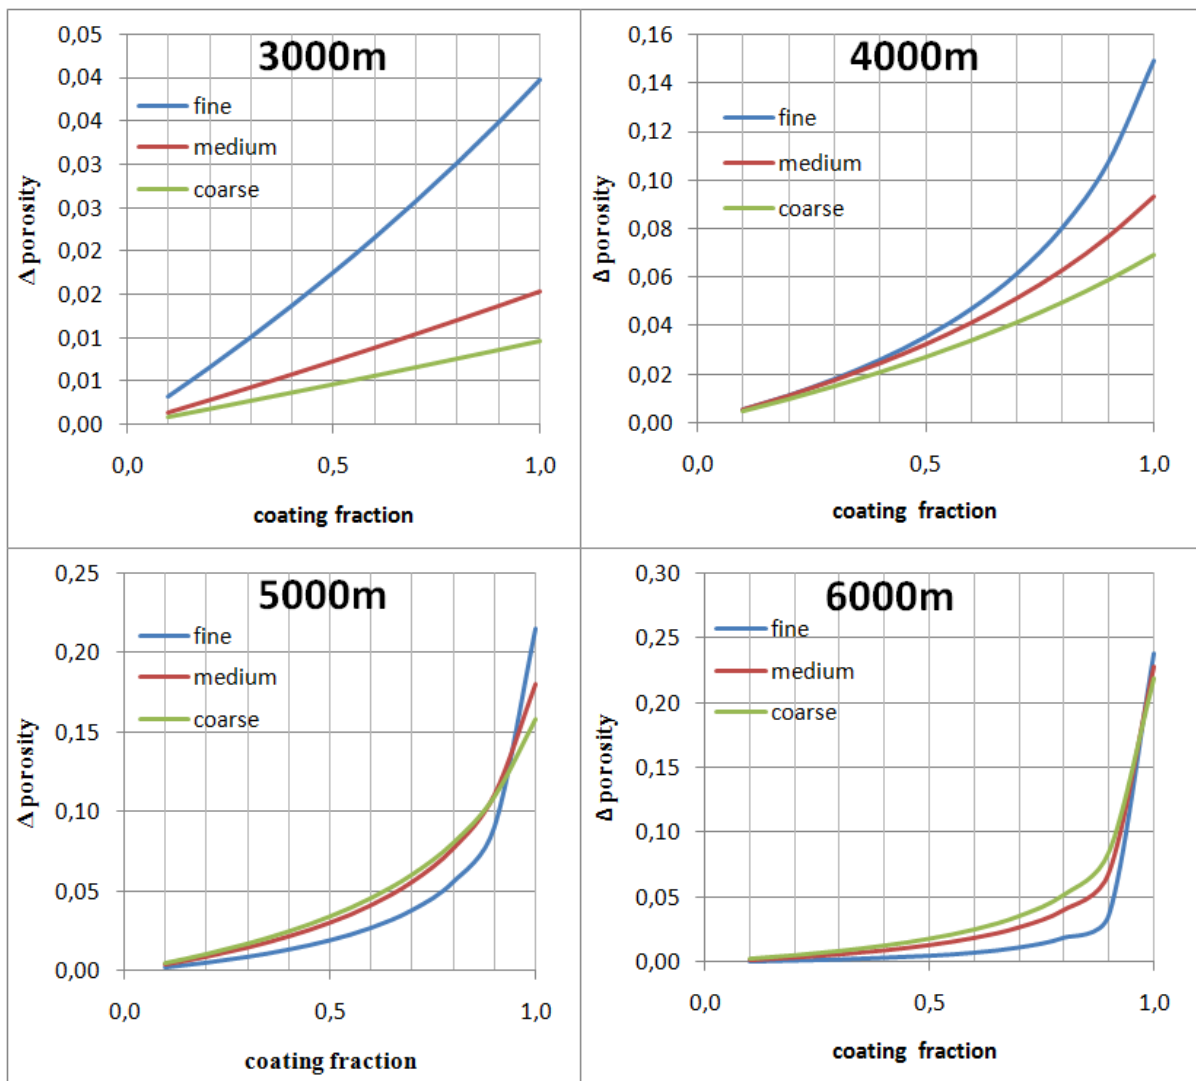 3000m
0,05
0,04
0,04
0,03
0,03
0,02
0,02
0,01
0,01
0,00
Δ porosity
fine
medium
coarse
0,0 0,5 1,0
coating fraction
4000m
0,16
0,14
0,12
0,10
0,08
0,06
0,04
0,02
0,00
Δ porosity
fine
medium
coarse
0,0 0,5 1,0
coating fraction
5000m
0,25
0,20
0,15
0,10
0,05
0,00
Δ porosity
fine
medium
coarse
0,0 0,5 1,0
coating fraction
6000m
0,30
0,25
0,20
0,15
0,10
0,05
0,00
Δ porosity
fine
medium
coarse
0,0 0,5 1,0
coating fraction